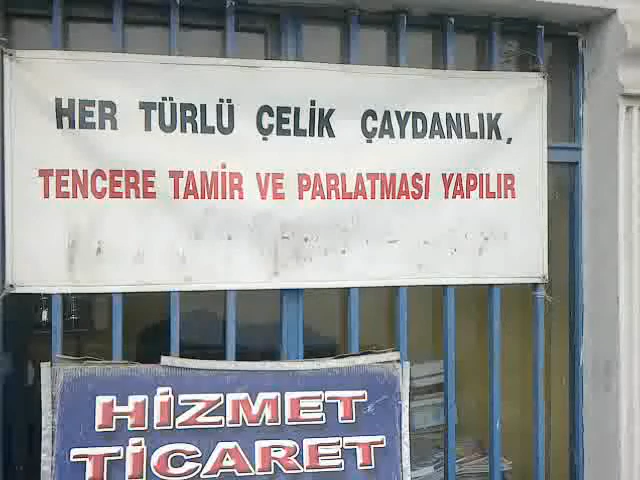 HER TÜRLÜ ÇELİK ÇAYDANLIK,
TENCERE TAMİR VE PARLATMASI YAPILIR
HİZMET
TİCARET